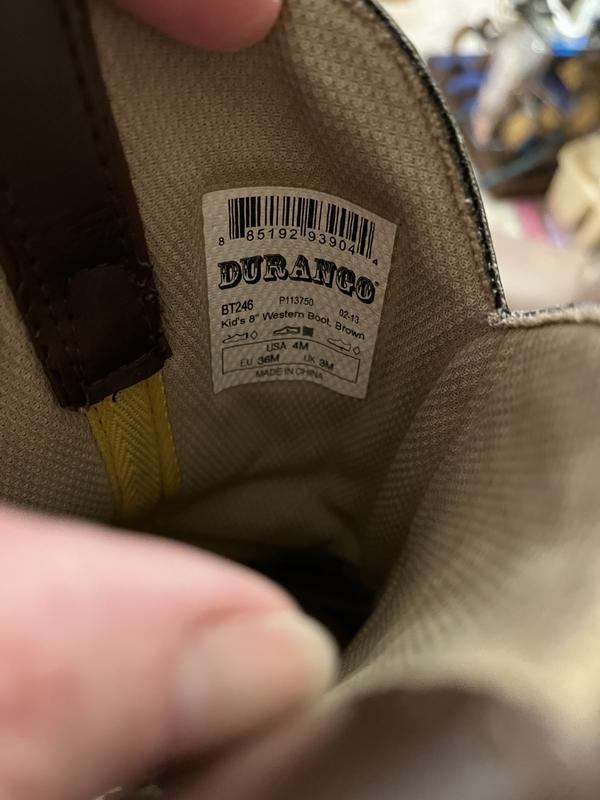 8 85192 93904 4
DURANGO®
BT246 P113750 02-13
Kid's 8" Western Boot, Brown
USA 4M
EU 36M UK 3M
MADE IN CHINA